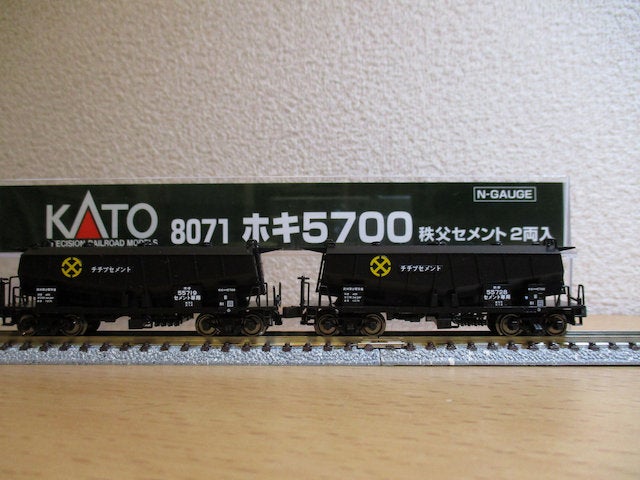 N-GAUGE
KATO 8071 ホキ5700 秩父セメント 2両入
PRECISION RAILROAD MODELS
チチブセメント
55719
セメント専用
チチブセメント
55728
セメント専用